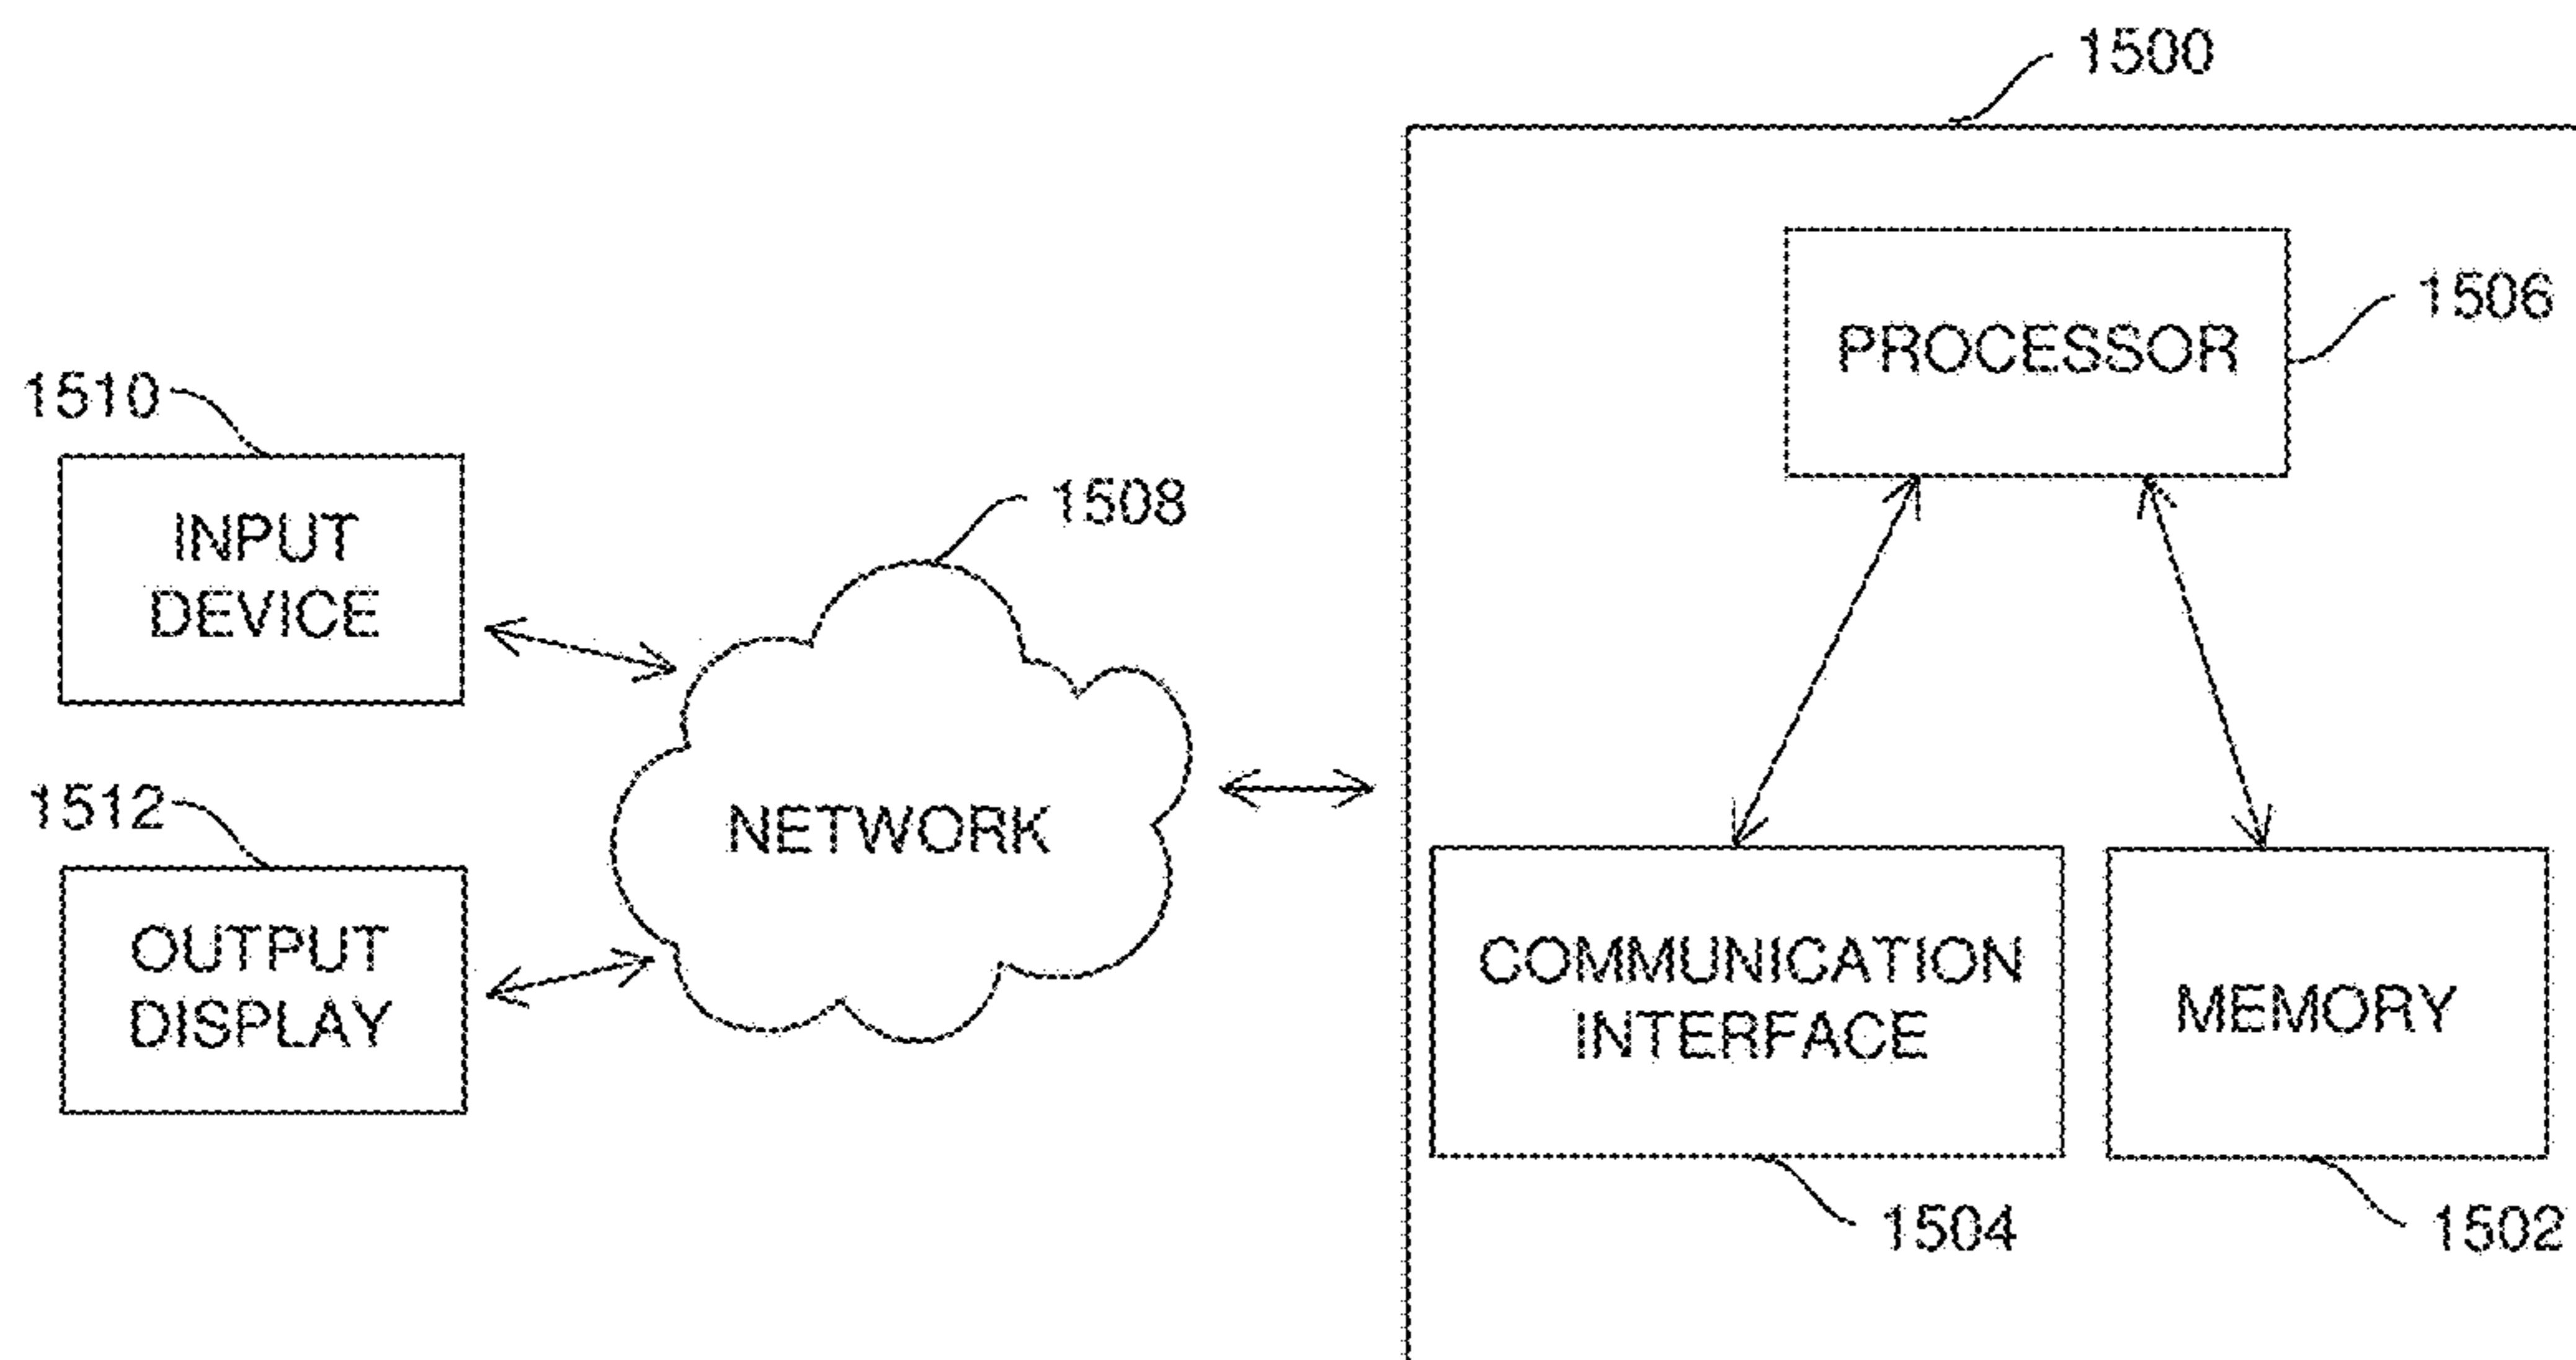 1500
PROCESSOR
1506
1510
INPUT
DEVICE
1508
NETWORK
1512
OUTPUT
DISPLAY
COMMUNICATION
INTERFACE
MEMORY
1504
1502